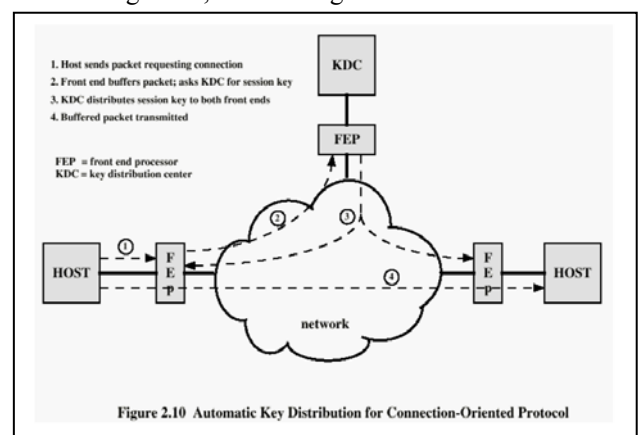 1. Host sends packet requesting connection
2. Front end buffers packet; asks KDC for session key
3. KDC distributes session key to both front ends
4. Buffered packet transmitted
FEP = front end processor
KDC = key distribution center
KDC
FEP
2
3
1
HOST
F
E
p
4
F
E
p
HOST
network
Figure 2.10 Automatic Key Distribution for Connection-Oriented Protocol